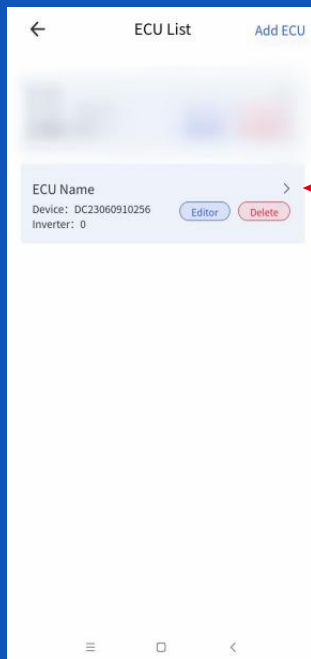 ECU List
Add ECU
ECU Name
Device: DC23060910256
Inverter: 0
Editor
Delete